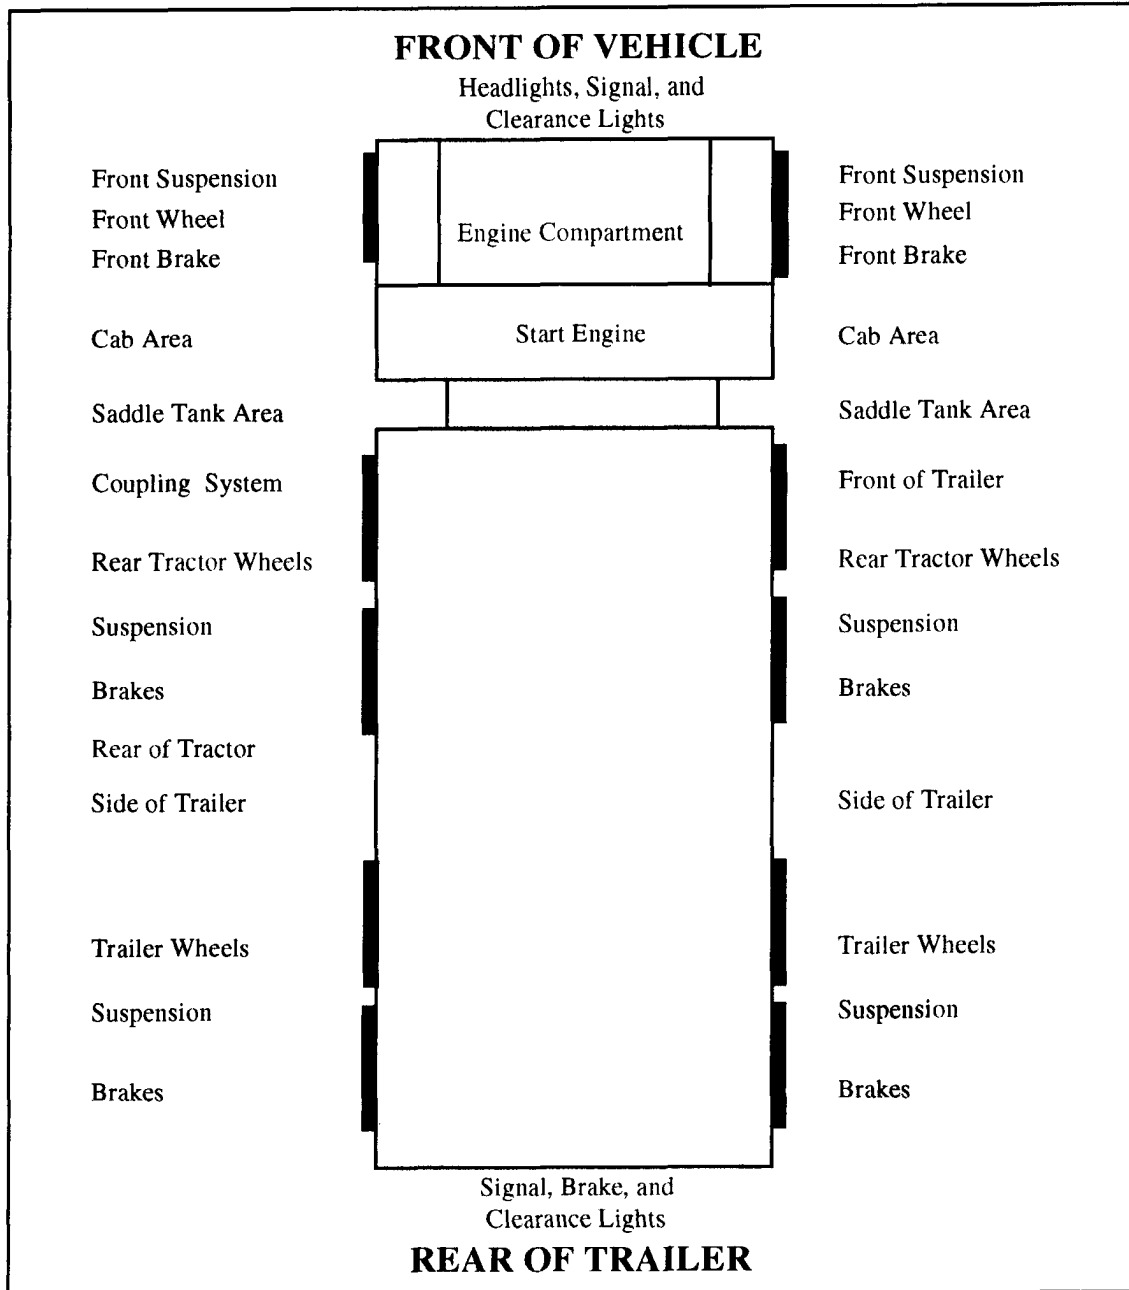 FRONT OF VEHICLE
Headlights, Signal, and
Clearance Lights
Front Suspension
Front Wheel
Front Brake
Cab Area
Saddle Tank Area
Coupling System
Rear Tractor Wheels
Suspension
Brakes
Rear of Tractor
Side of Trailer
Trailer Wheels
Suspension
Brakes
Engine Compartment
Start Engine
Front Suspension
Front Wheel
Front Brake
Cab Area
Saddle Tank Area
Front of Trailer
Rear Tractor Wheels
Suspension
Brakes
Side of Trailer
Trailer Wheels
Suspension
Brakes
Signal, Brake, and
Clearance Lights
REAR OF TRAILER